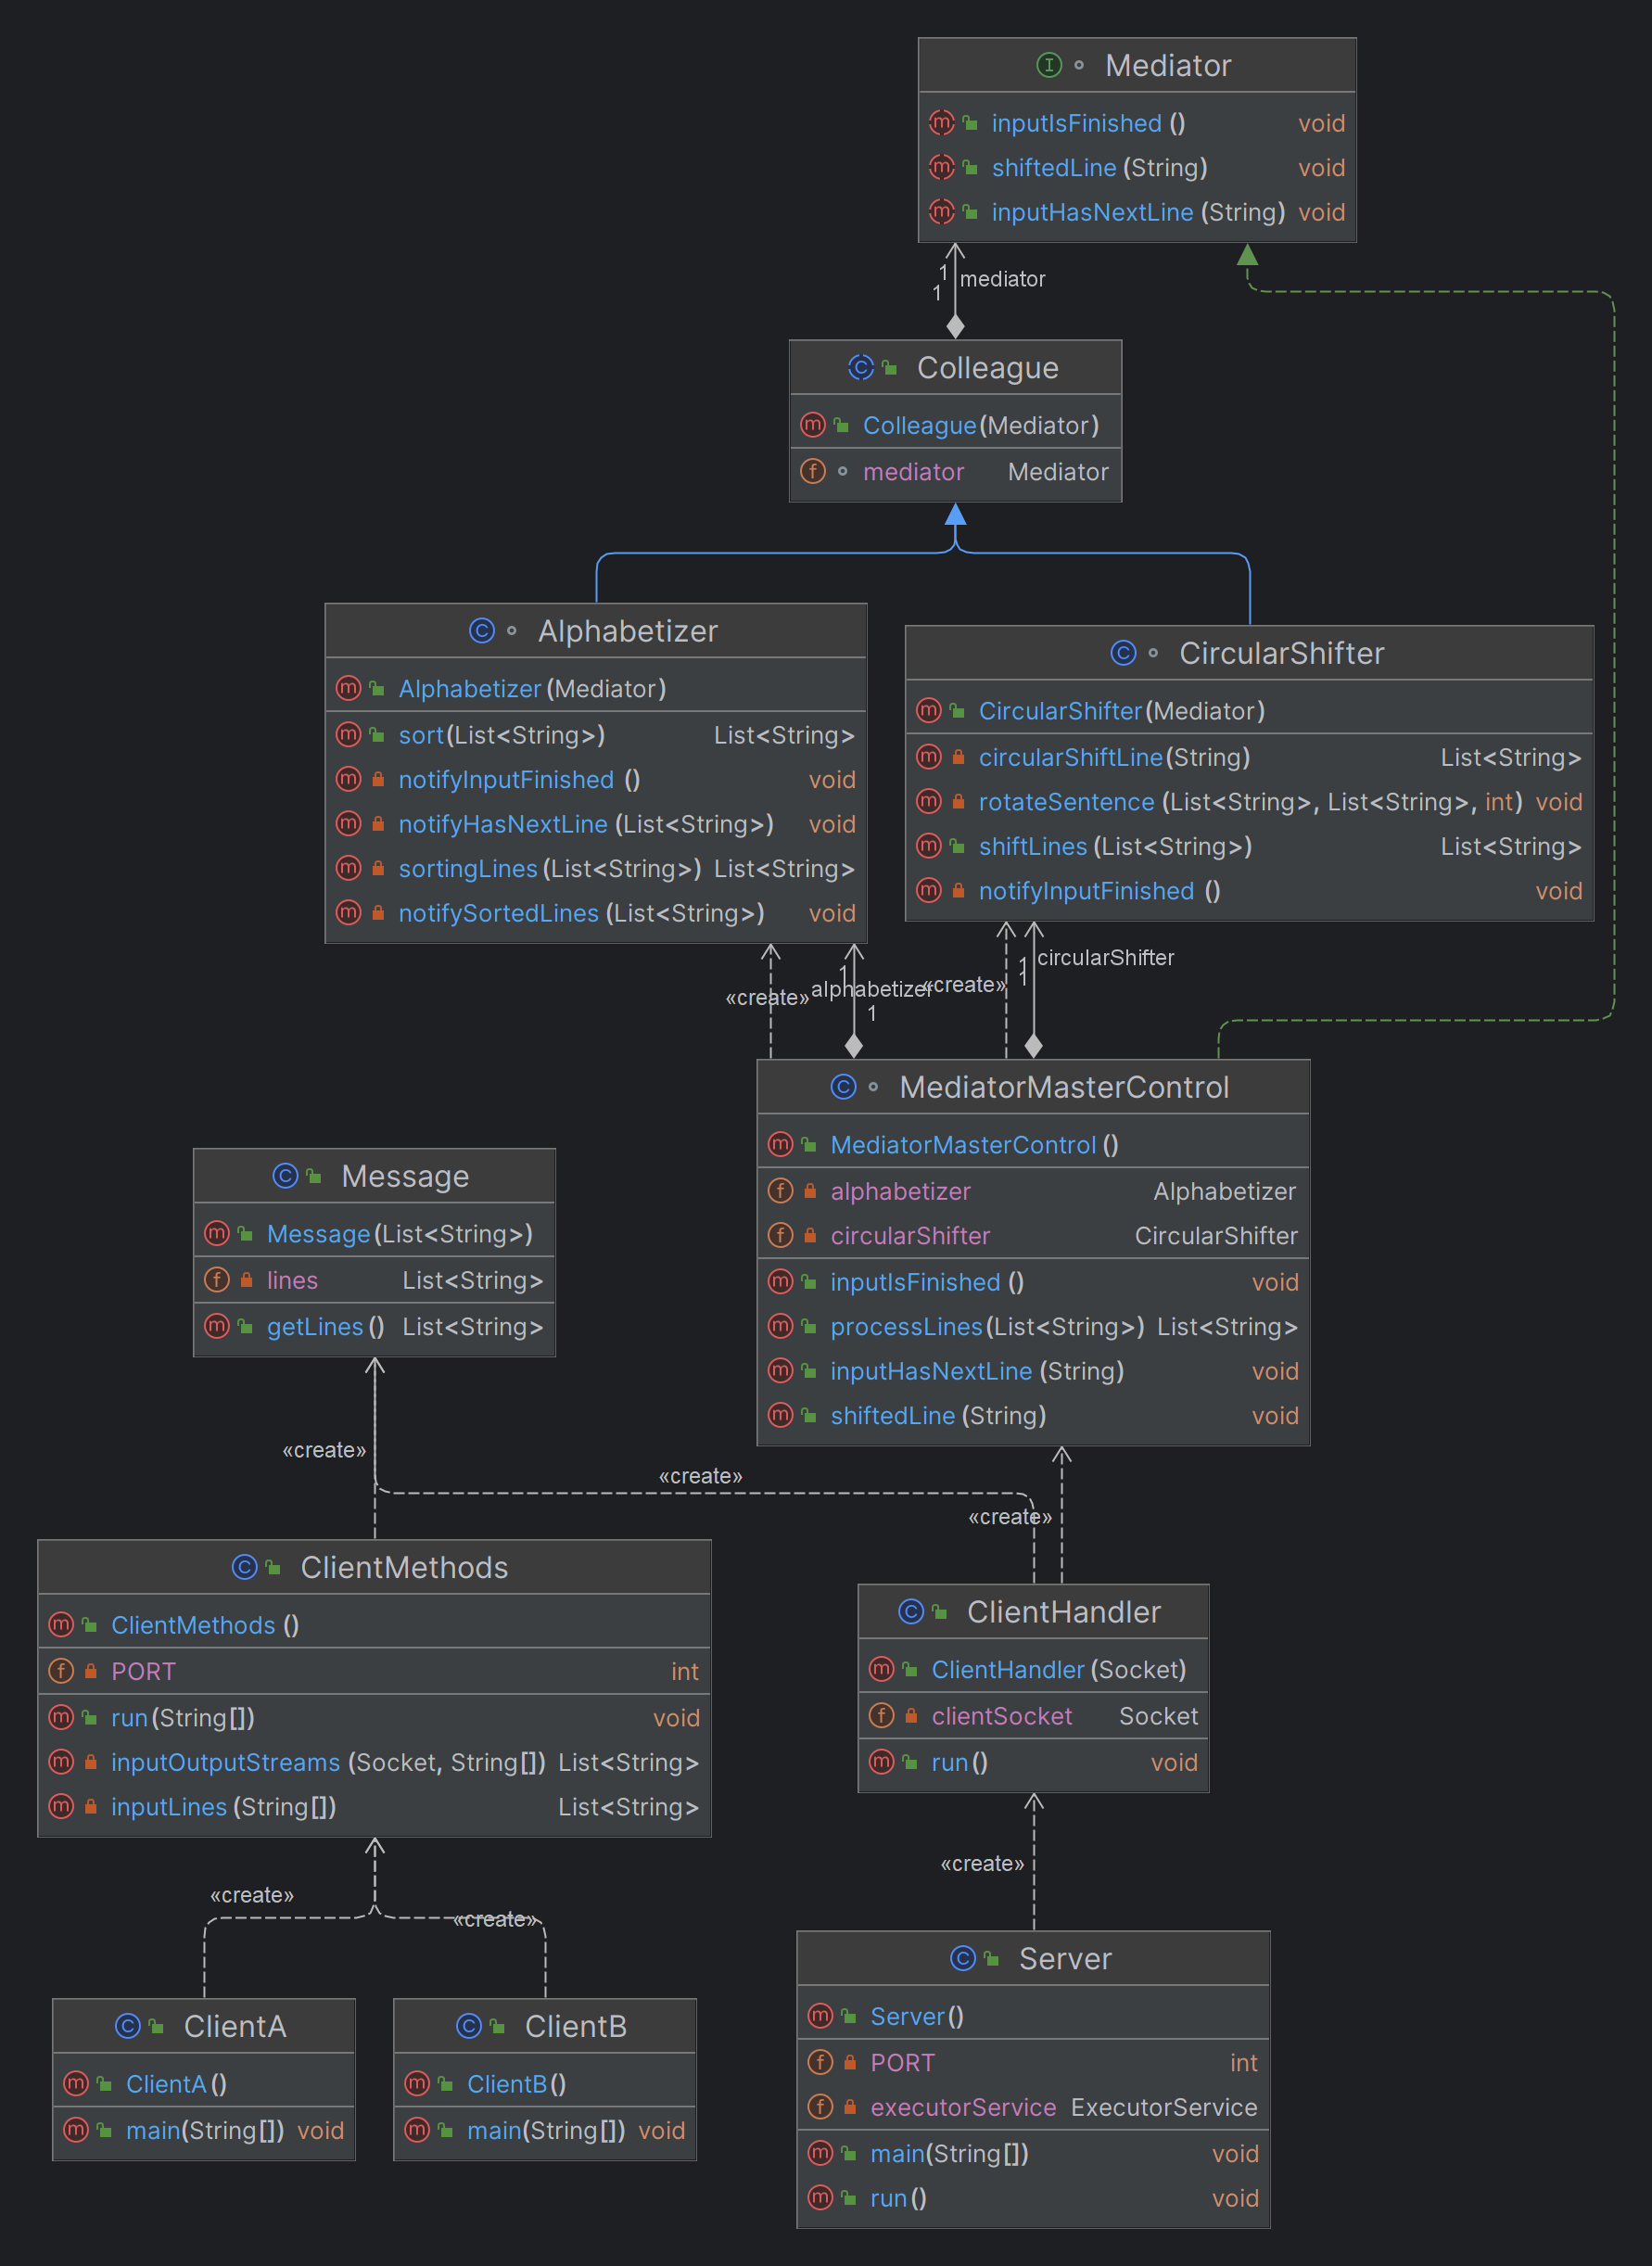 Mediator
inputIsFinished () void
shiftedLine (String) void
inputHasNextLine (String) void
1
1
mediator
Colleague
Colleague(Mediator)
mediator Mediator
Alphabetizer
Alphabetizer (Mediator)
sort(List<String>) List<String>
notifyInputFinished () void
notifyHasNextLine (List<String>) void
sortingLines (List<String>) List<String>
notifySortedLines (List<String>) void
CircularShifter
CircularShifter(Mediator)
circularShiftLine(String) List<String>
rotateSentence (List<String>, List<String>, int) void
shiftLines (List<String>) List<String>
notifyInputFinished () void
«create»
1
alphabetizer
1
«create»
1
1
circularShifter
MediatorMasterControl
MediatorMasterControl ()
alphabetizer Alphabetizer
circularShifter CircularShifter
inputIsFinished () void
processLines(List<String>) List<String>
inputHasNextLine (String) void
shiftedLine (String) void
Message
Message(List<String>)
lines List<String>
getLines () List<String>
«create»
«create»
«create»
ClientMethods
ClientMethods ()
PORT int
run(String[]) void
inputOutputStreams (Socket, String[]) List<String>
inputLines (String[]) List<String>
ClientHandler
ClientHandler (Socket)
clientSocket Socket
run() void
«create»
«create»
«create»
ClientA
ClientA ()
main(String[]) void
ClientB
ClientB()
main(String[]) void
Server
Server()
PORT int
executorService ExecutorService
main(String[]) void
run() void